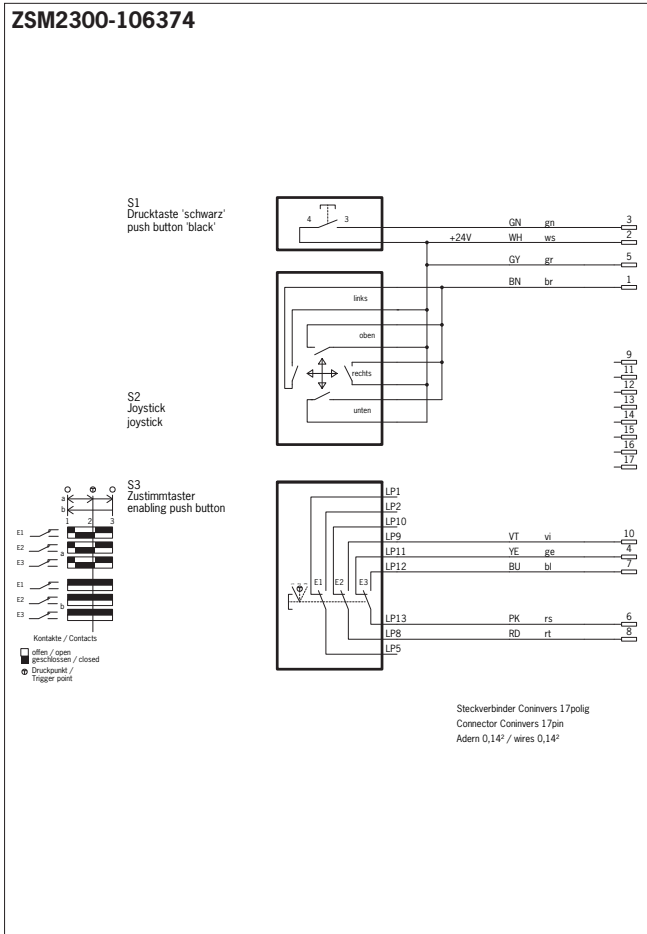 ZSM2300-106374
S1
Drucktaste 'schwarz'
push button 'black'
4 3
GN gn 3
+24V WH ws 2
GY gr 5
BN br 1
links
oben
rechts
unten
S2
Joystick
joystick
9
11
12
13
14
15
16
17
S3
Zustimmtaster
enabling push button
a
b
1 2 3
E1
E2
a
E3
E1
E2
b
E3
Kontakte / Contacts
offen / open
geschlossen / closed
Druckpunkt /
Trigger point
LP1
LP2
LP10
LP9 VT vi 10
LP11 YE ge 4
LP12 BU bl 7
E1 E2 E3
LP13 PK rs 6
LP8 RD rt 8
LP5
Steckverbinder Coninvers 17polig
Connector Coninvers 17pin
Adern 0,14² / wires 0,14²